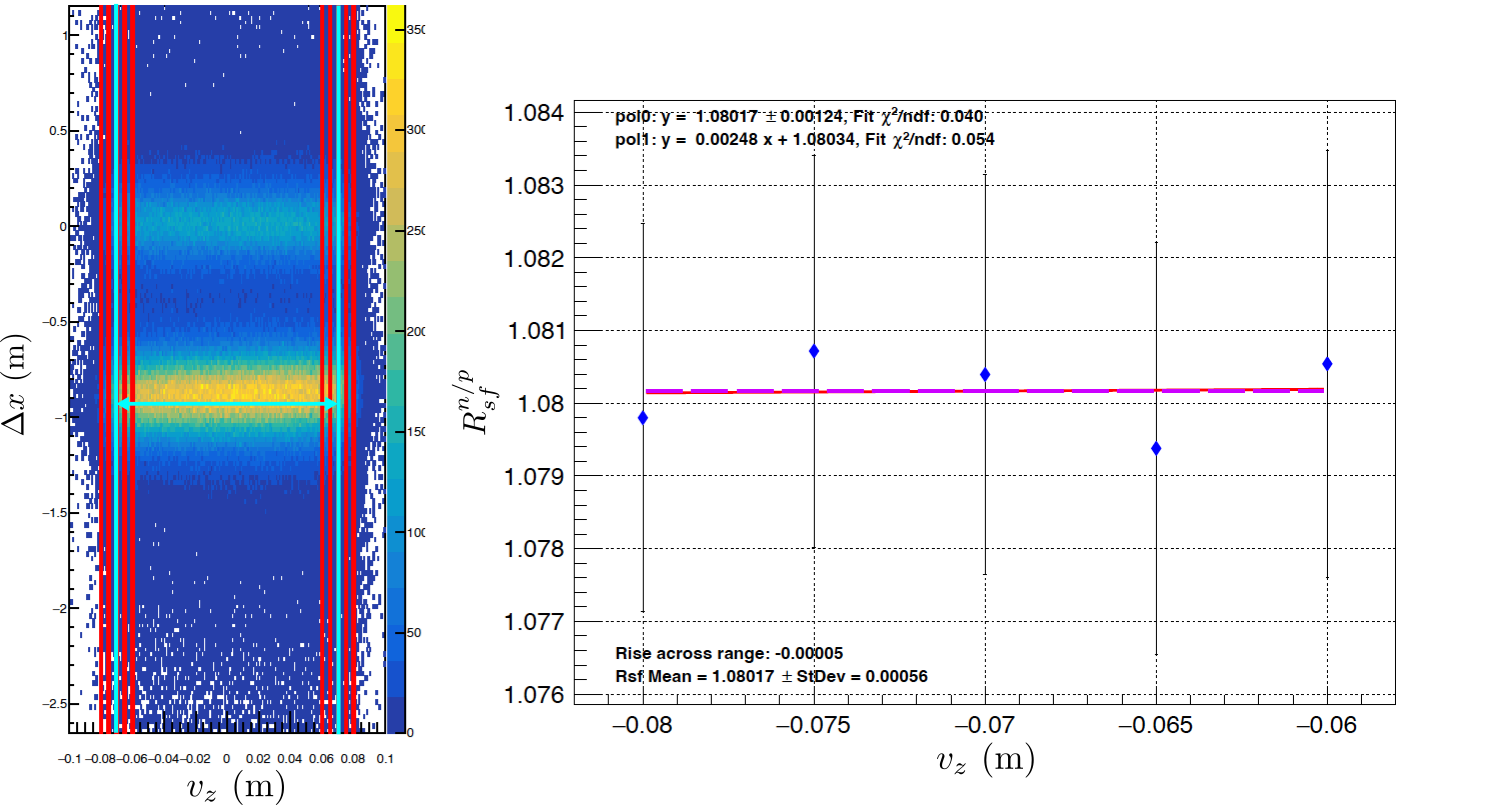 1
0.5
0
−0.5
−1
−1.5
−2
−2.5
−0.1 −0.08 −0.06 −0.04 −0.02 0 0.02 0.04 0.06 0.08 0.1
Δx (m)
v_z (m)
350
300
250
200
150
100
50
0
pol0: y = 1.08017 ± 0.00124, Fit χ²/ndf: 0.040
pol1: y = 0.00248 x + 1.08034, Fit χ²/ndf: 0.054
1.084
1.083
1.082
1.081
1.08
1.079
1.078
1.077
1.076
R_sf^n/p
Rise across range: -0.00005
Rsf Mean = 1.08017 ± StDev = 0.00056
−0.08 −0.075 −0.07 −0.065 −0.06
v_z (m)